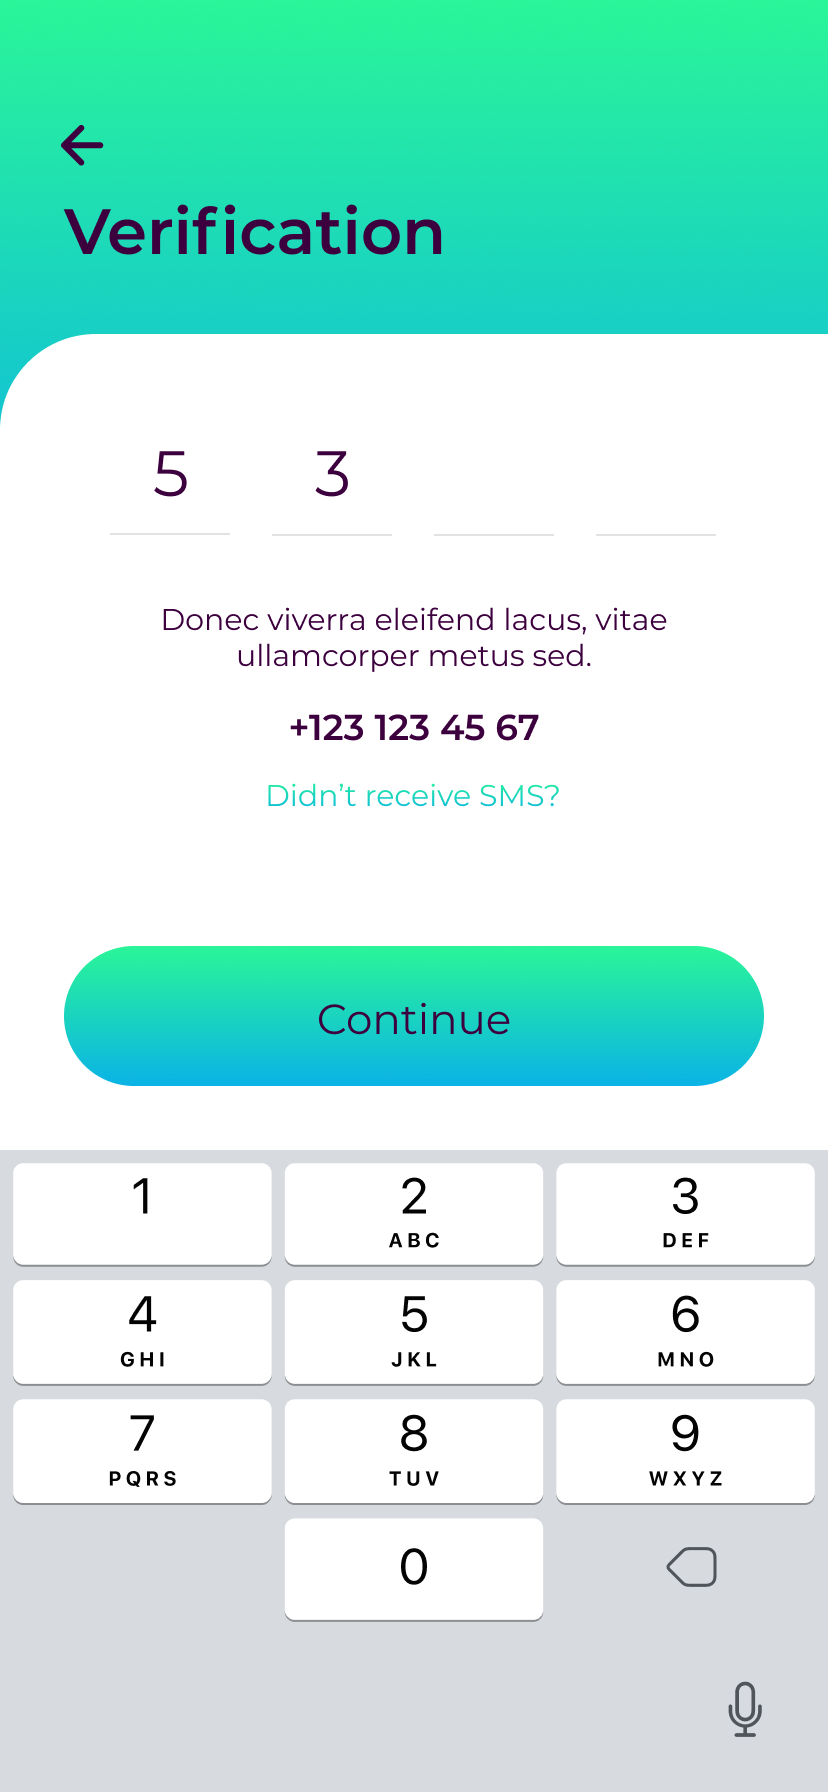 Verification
5 3
Donec viverra eleifend lacus, vitae
ullamcorper metus sed.
+123 123 45 67
Didn’t receive SMS?
Continue
1 2 3
ABC DEF
4 5 6
GHI JKL MNO
7 8 9
PQRS TUV WXYZ
0